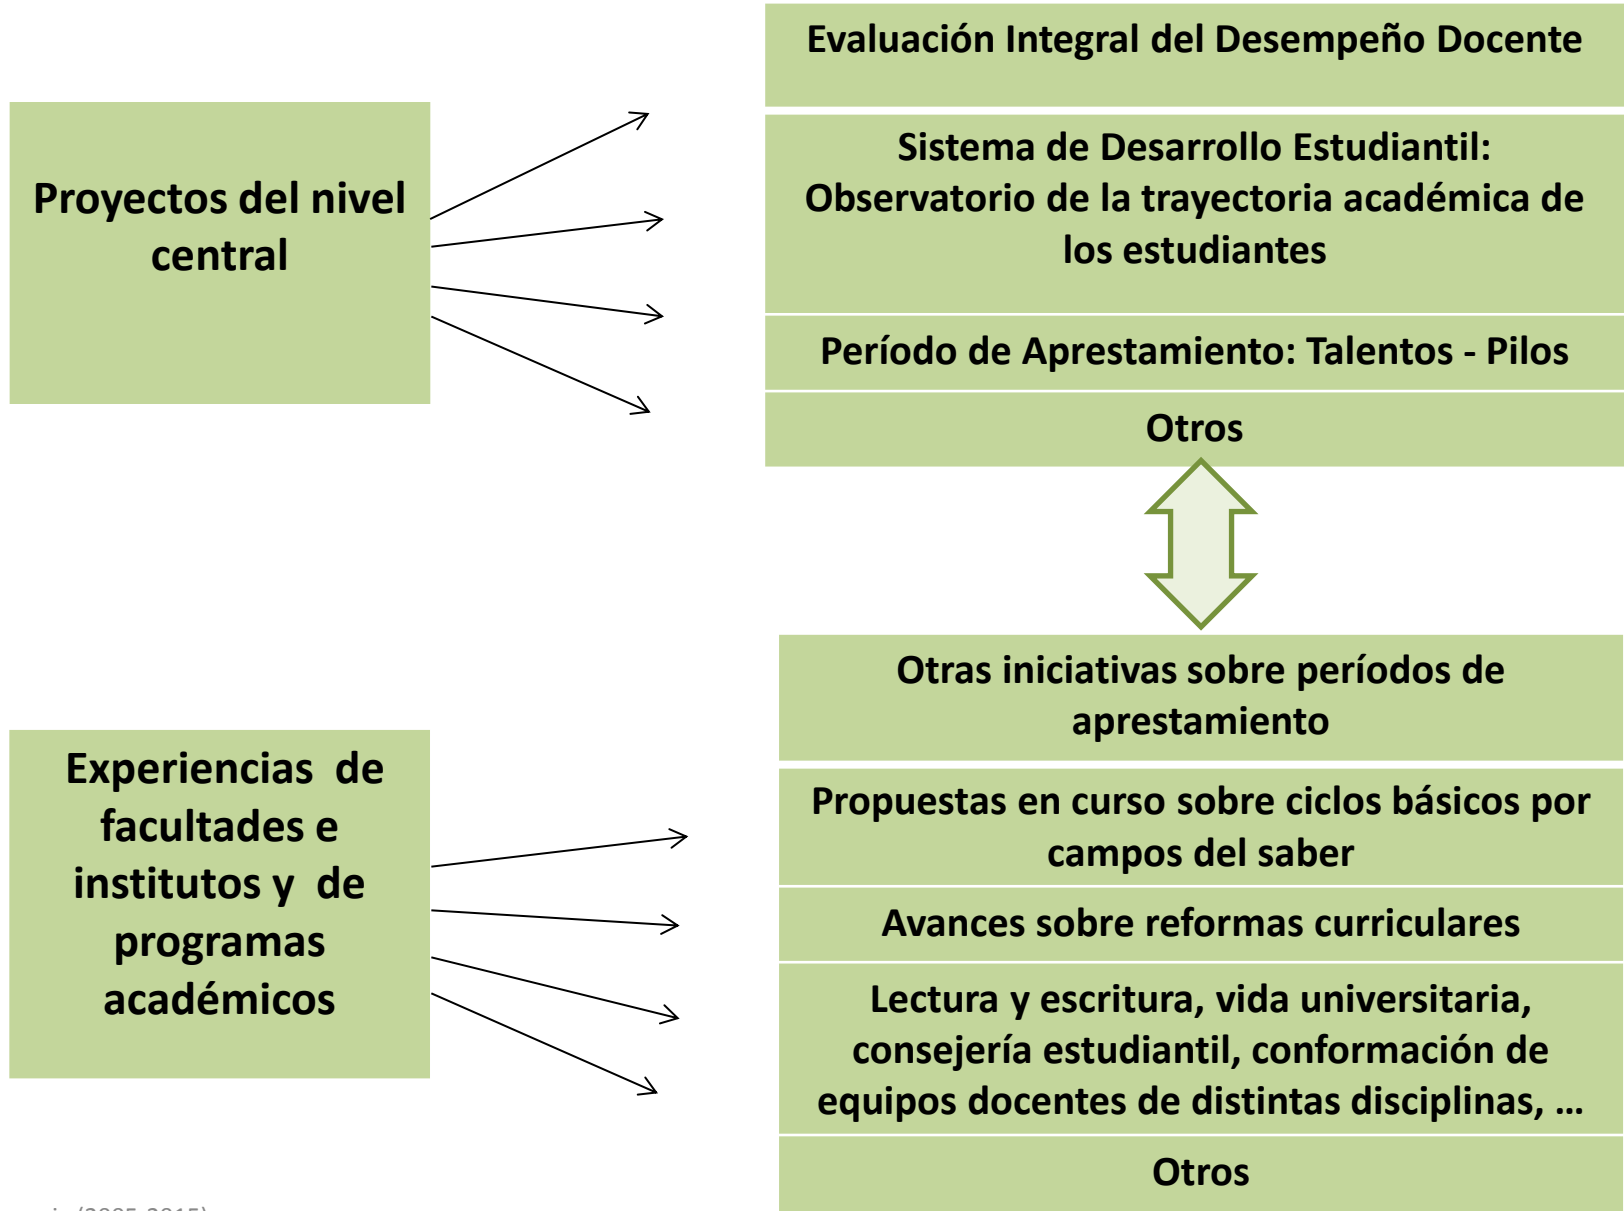 Proyectos del nivel
central
Evaluación Integral del Desempeño Docente
Sistema de Desarrollo Estudiantil:
Observatorio de la trayectoria académica de
los estudiantes
Período de Aprestamiento: Talentos - Pilos
Otros
Experiencias de
facultades e
institutos y de
programas
académicos
Otras iniciativas sobre períodos de
aprestamiento
Propuestas en curso sobre ciclos básicos por
campos del saber
Avances sobre reformas curriculares
Lectura y escritura, vida universitaria,
consejería estudiantil, conformación de
equipos docentes de distintas disciplinas, ...
Otros
(2005-2015)